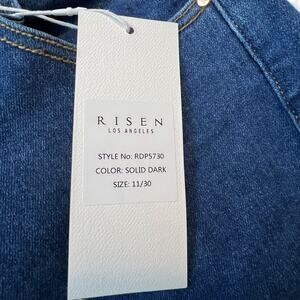 RISEN
LOS ANGELES
STYLE No: RDP5730
COLOR: SOLID DARK
SIZE: 11/30